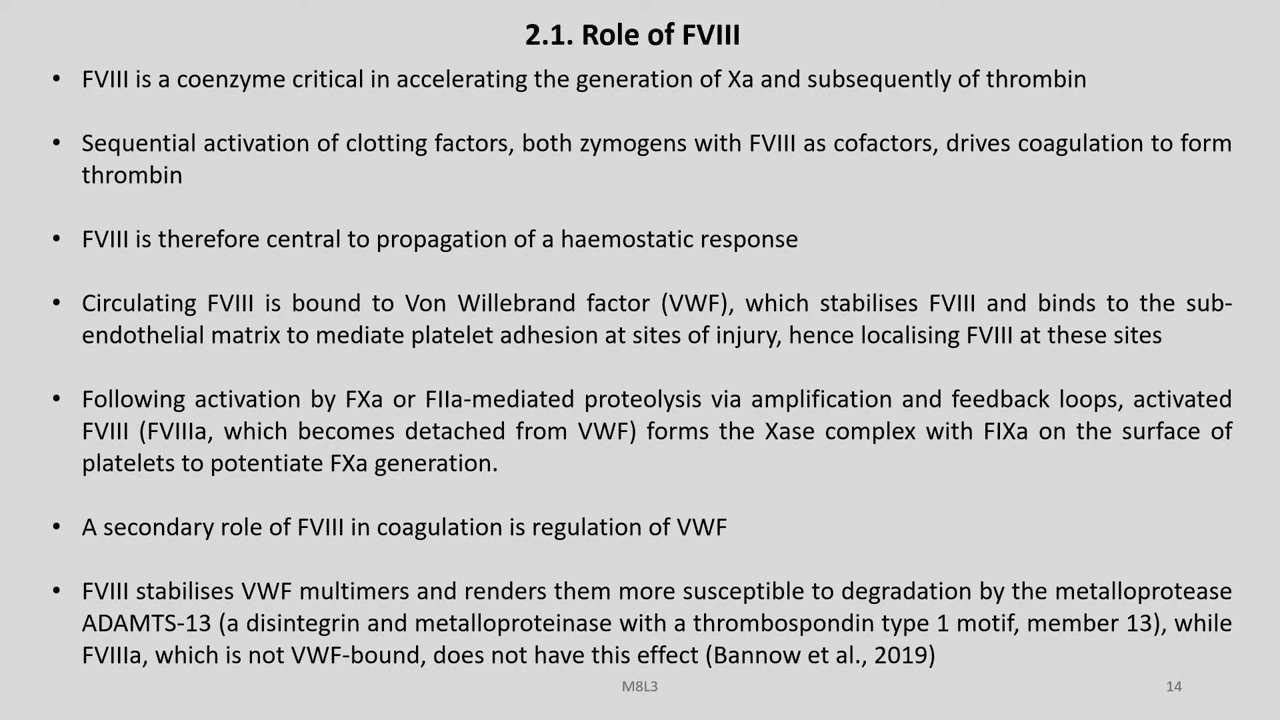 2.1. Role of FVIII
• FVIII is a coenzyme critical in accelerating the generation of Xa and subsequently of thrombin
• Sequential activation of clotting factors, both zymogens with FVIII as cofactors, drives coagulation to form
thrombin
• FVIII is therefore central to propagation of a haemostatic response
• Circulating FVIII is bound to Von Willebrand factor (VWF), which stabilises FVIII and binds to the sub-
endothelial matrix to mediate platelet adhesion at sites of injury, hence localising FVIII at these sites
• Following activation by FXa or FIIa-mediated proteolysis via amplification and feedback loops, activated
FVIII (FVIIIa, which becomes detached from VWF) forms the Xase complex with FIXa on the surface of
platelets to potentiate FXa generation.
• A secondary role of FVIII in coagulation is regulation of VWF
• FVIII stabilises VWF multimers and renders them more susceptible to degradation by the metalloprotease
ADAMTS-13 (a disintegrin and metalloproteinase with a thrombospondin type 1 motif, member 13), while
FVIIIa, which is not VWF-bound, does not have this effect (Bannow et al., 2019)
M8L3
14